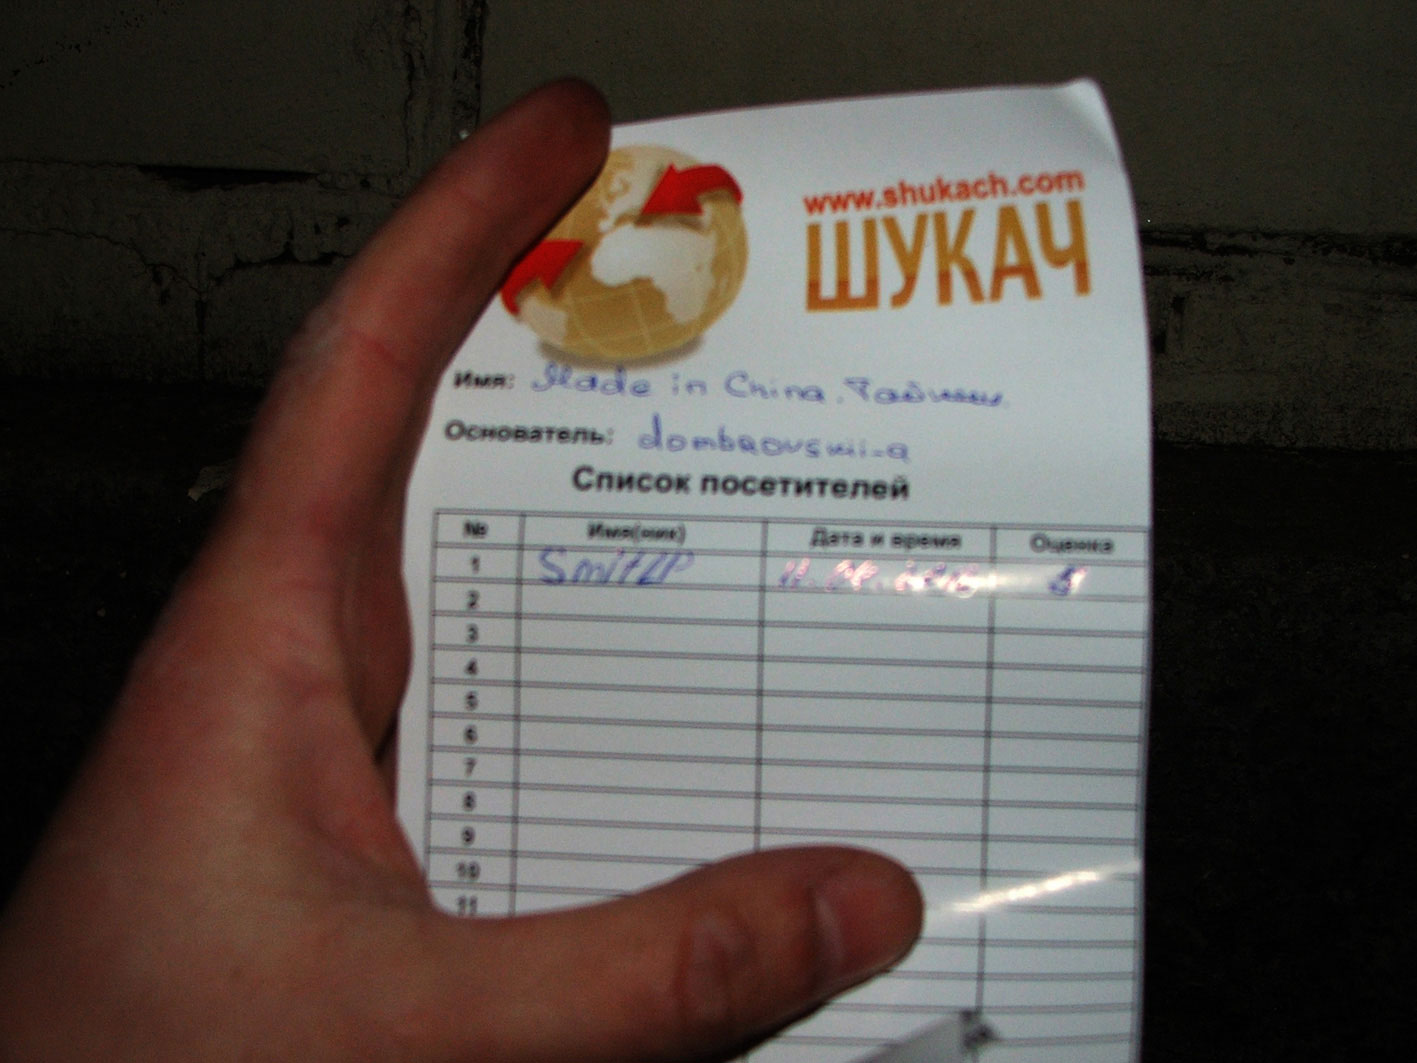 www.shukach.com
ШУКАЧ
Имя: Made in China.
Основатель: dombrovskii-a
Список посетителей
№ Имя(ник) Дата и время Оценка
1 5
2
3
4
5
6
7
8
9
10
11